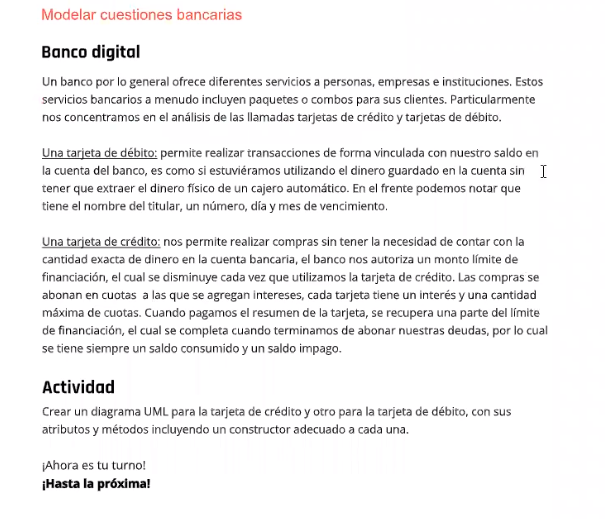 Modelar cuestiones bancarias
Banco digital
Un banco por lo general ofrece diferentes servicios a personas, empresas e instituciones. Estos
servicios bancarios a menudo incluyen paquetes o combos para sus clientes. Particularmente
nos concentramos en el análisis de las llamadas tarjetas de crédito y tarjetas de débito.
Una tarjeta de débito: permite realizar transacciones de forma vinculada con nuestro saldo en
la cuenta del banco, es como si estuviéramos utilizando el dinero guardado en la cuenta sin
tener que extraer el dinero físico de un cajero automático. En el frente podemos notar que
tiene el nombre del titular, un número, día y mes de vencimiento.
Una tarjeta de crédito: nos permite realizar compras sin tener la necesidad de contar con la
cantidad exacta de dinero en la cuenta bancaria, el banco nos autoriza un monto límite de
financiación, el cual se disminuye cada vez que utilizamos la tarjeta de crédito. Las compras se
abonan en cuotas a las que se agregan intereses, cada tarjeta tiene un interés y una cantidad
máxima de cuotas. Cuando pagamos el resumen de la tarjeta, se recupera una parte del límite
de financiación, el cual se completa cuando terminamos de abonar nuestras deudas, por lo cual
se tiene siempre un saldo consumido y un saldo impago.
Actividad
Crear un diagrama UML para la tarjeta de crédito y otro para la tarjeta de débito, con sus
atributos y métodos incluyendo un constructor adecuado a cada una.
¡Ahora es tu turno!
¡Hasta la próxima!